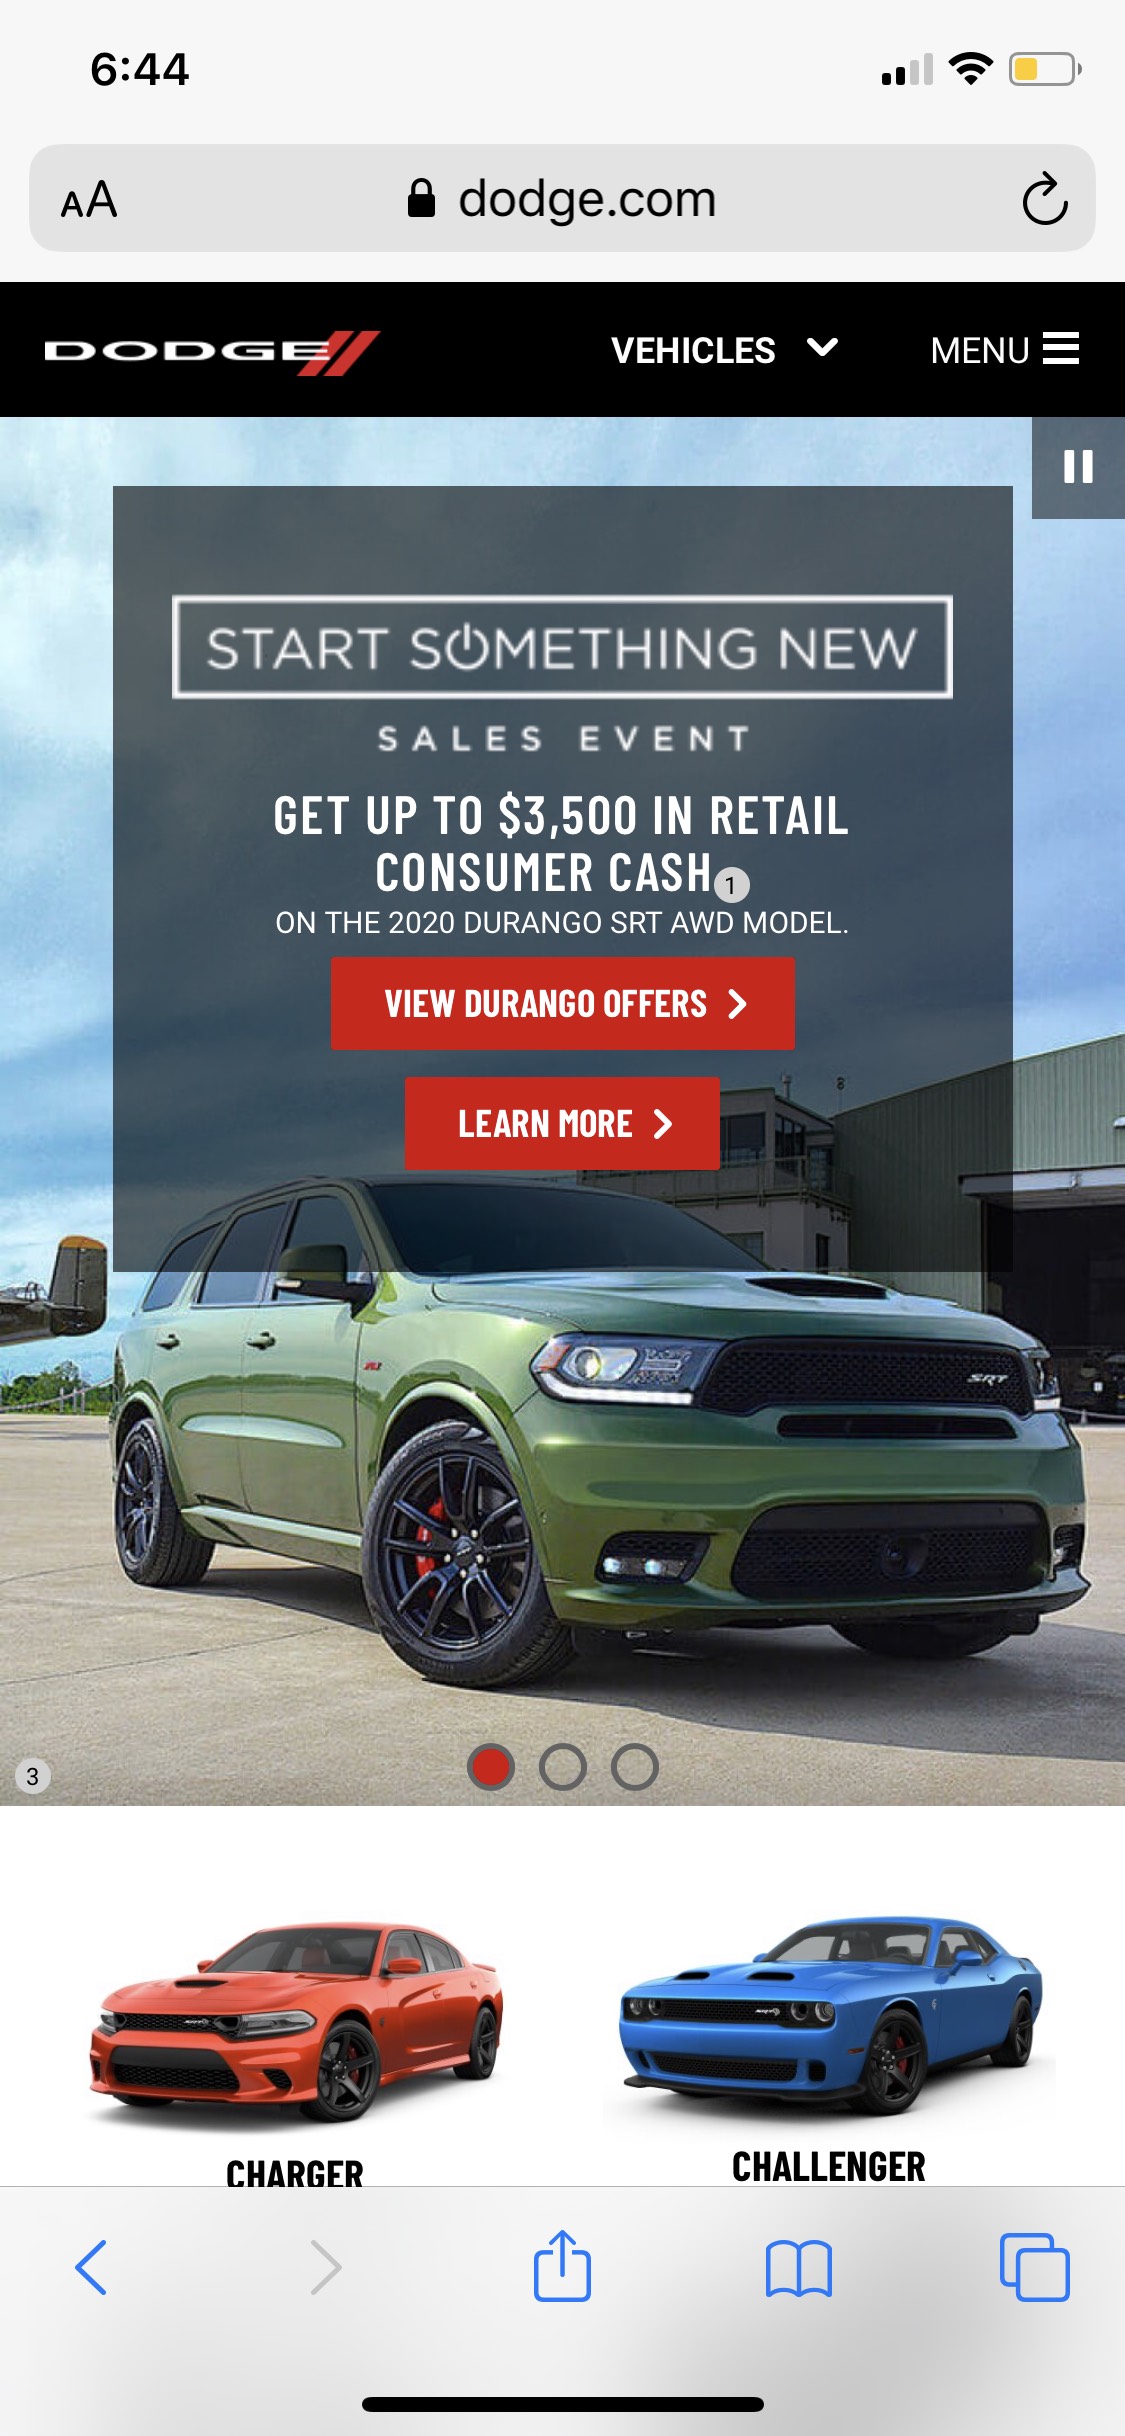 6:44
AA
dodge.com
DODGE
VEHICLES
MENU
START SOMETHING NEW
SALES EVENT
GET UP TO $3,500 IN RETAIL
CONSUMER CASH 1
ON THE 2020 DURANGO SRT AWD MODEL.
VIEW DURANGO OFFERS
LEARN MORE
SRT
3
CHARGER
CHALLENGER